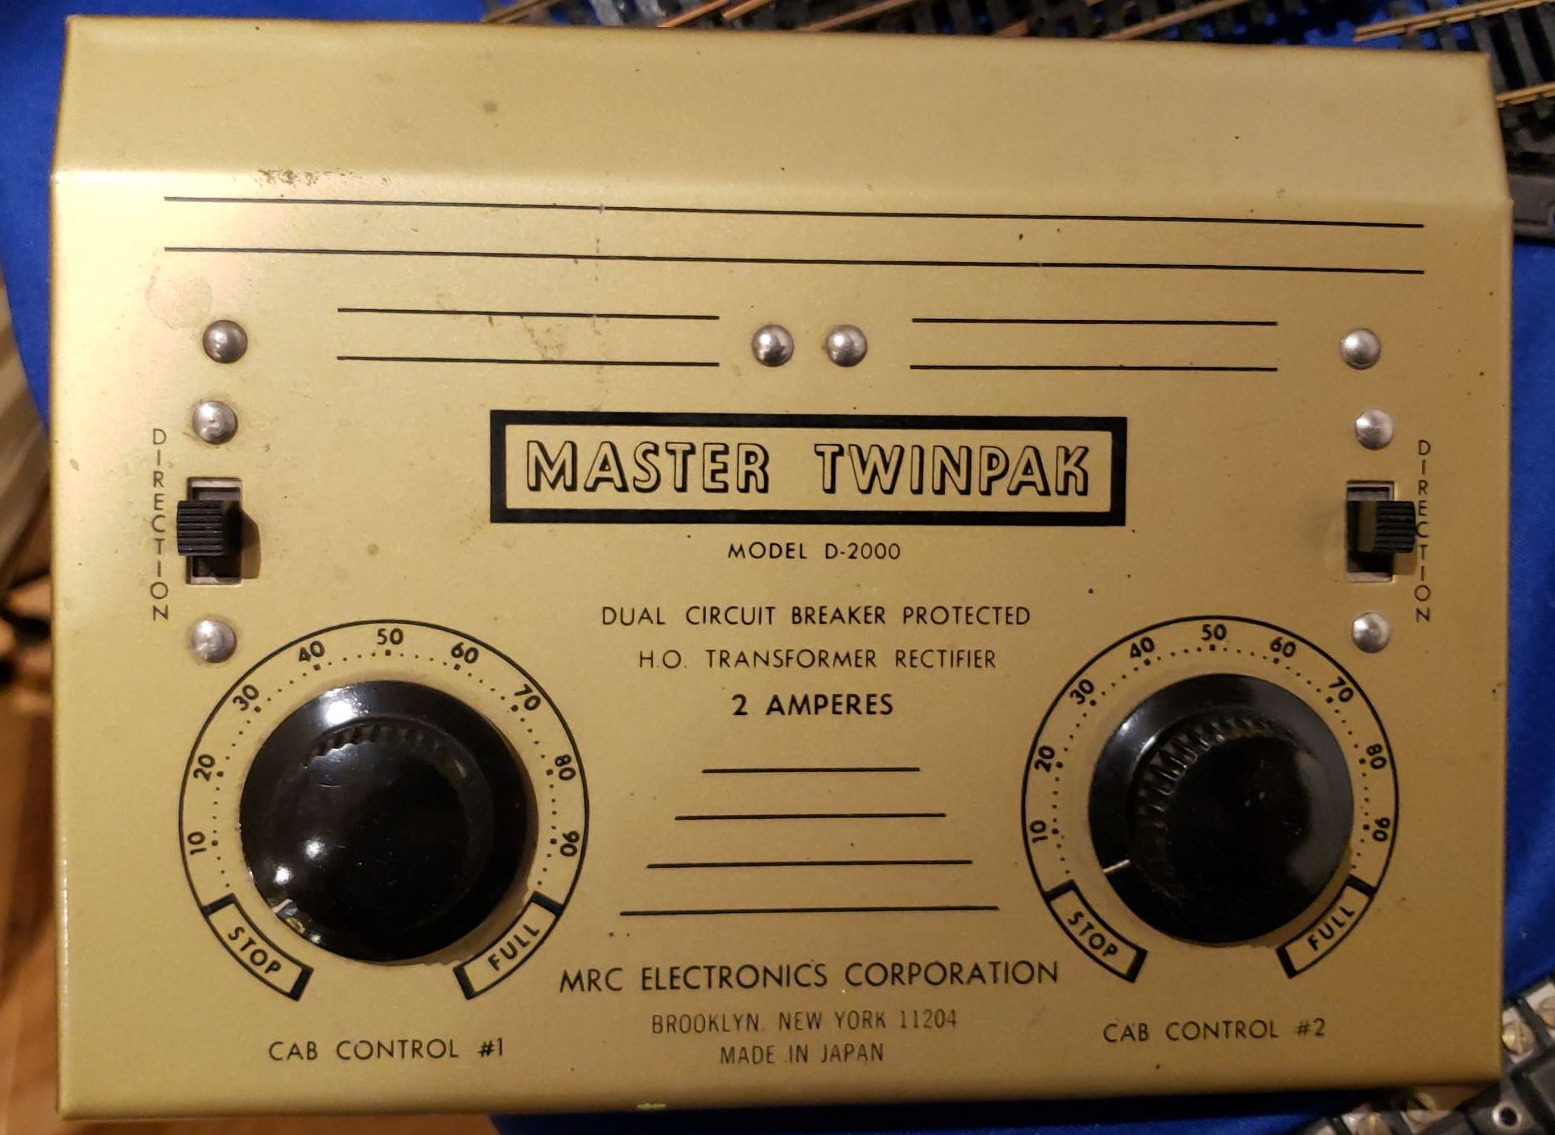 MASTER TWINPAK
MODEL D-2000
DUAL CIRCUIT BREAKER PROTECTED
H.O. TRANSFORMER RECTIFIER
2 AMPERES
DIRECTION
DIRECTION
10 20 30 40 50 60 70 80 90
STOP
FULL
10 20 30 40 50 60 70 80 90
STOP
FULL
MRC ELECTRONICS CORPORATION
BROOKLYN. NEW YORK 11204
MADE IN JAPAN
CAB CONTROL #1
CAB CONTROL #2